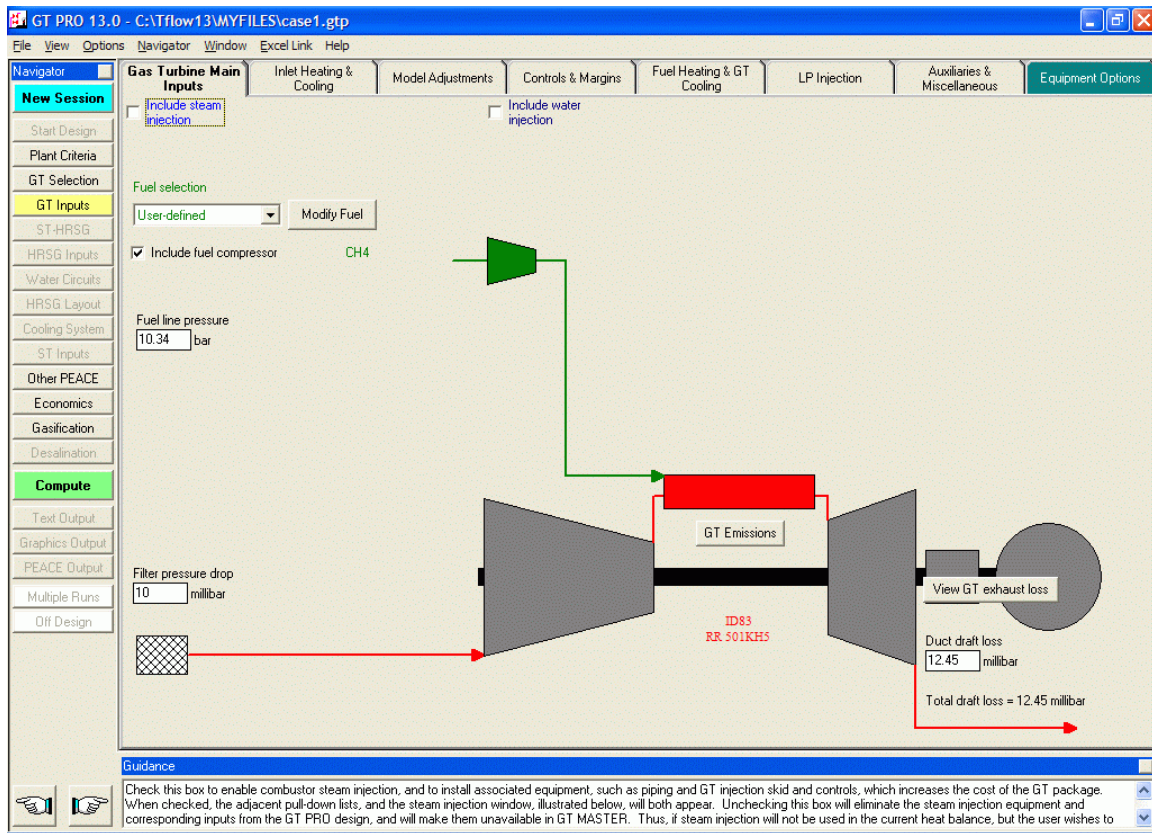 GT PRO 13.0 - C:\Tflow13\MYFILES\case1.gtp
File View Options Navigator Window Excel Link Help
Navigator
New Session
Start Design
Plant Criteria
GT Selection
GT Inputs
ST-HRSG
HRSG Inputs
Water Circuits
HRSG Layout
Cooling System
ST Inputs
Other PEACE
Economics
Gasification
Desalination
Compute
Text Output
Graphics Output
PEACE Output
Multiple Runs
Off Design
Gas Turbine Main
Inputs
Inlet Heating &
Cooling
Model Adjustments
Controls & Margins
Fuel Heating & GT
Cooling
LP Injection
Auxiliaries &
Miscellaneous
Equipment Options
Include steam
injection
Include water
injection
Fuel selection
User-defined
Modify Fuel
Include fuel compressor
CH4
Fuel line pressure
10.34 bar
GT Emissions
Filter pressure drop
10 millibar
ID83
RR 501KH5
View GT exhaust loss
Duct draft loss
12.45 millibar
Total draft loss = 12.45 millibar
Guidance
Check this box to enable combustor steam injection, and to install associated equipment, such as piping and GT injection skid and controls, which increases the cost of the GT package.
When checked, the adjacent pull-down lists, and the steam injection window, illustrated below, will both appear. Unchecking this box will eliminate the steam injection equipment and
corresponding inputs from the GT PRO design, and will make them unavailable in GT MASTER. Thus, if steam injection will not be used in the current heat balance, but the user wishes to